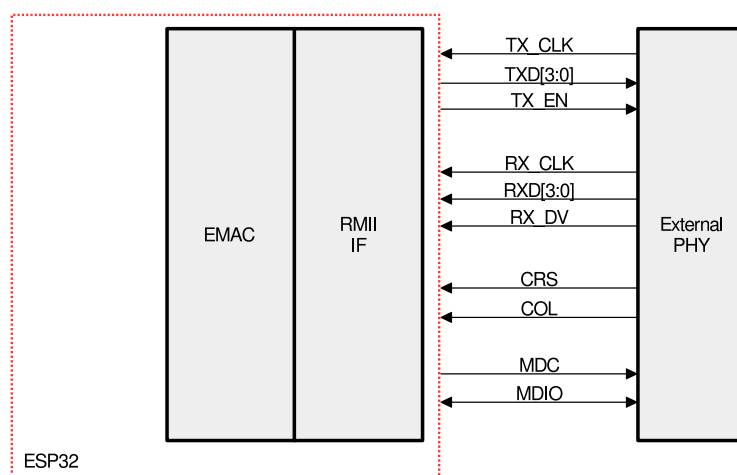 TX_CLK
TXD[3:0]
TX_EN
RX_CLK
RXD[3:0]
RX_DV
EMAC
RMII
IF
External
PHY
CRS
COL
MDC
MDIO
ESP32